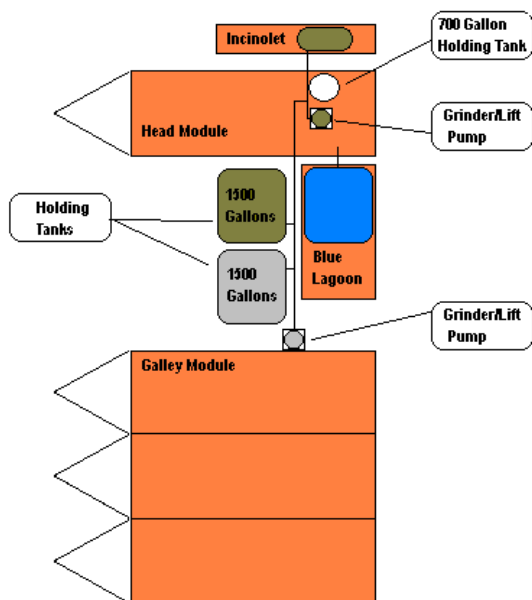 Incinolet
700 Gallon
Holding Tank
Head Module
Grinder/Lift
Pump
Holding
Tanks
1500
Gallons
1500
Gallons
Blue
Lagoon
Grinder/Lift
Pump
Galley Module